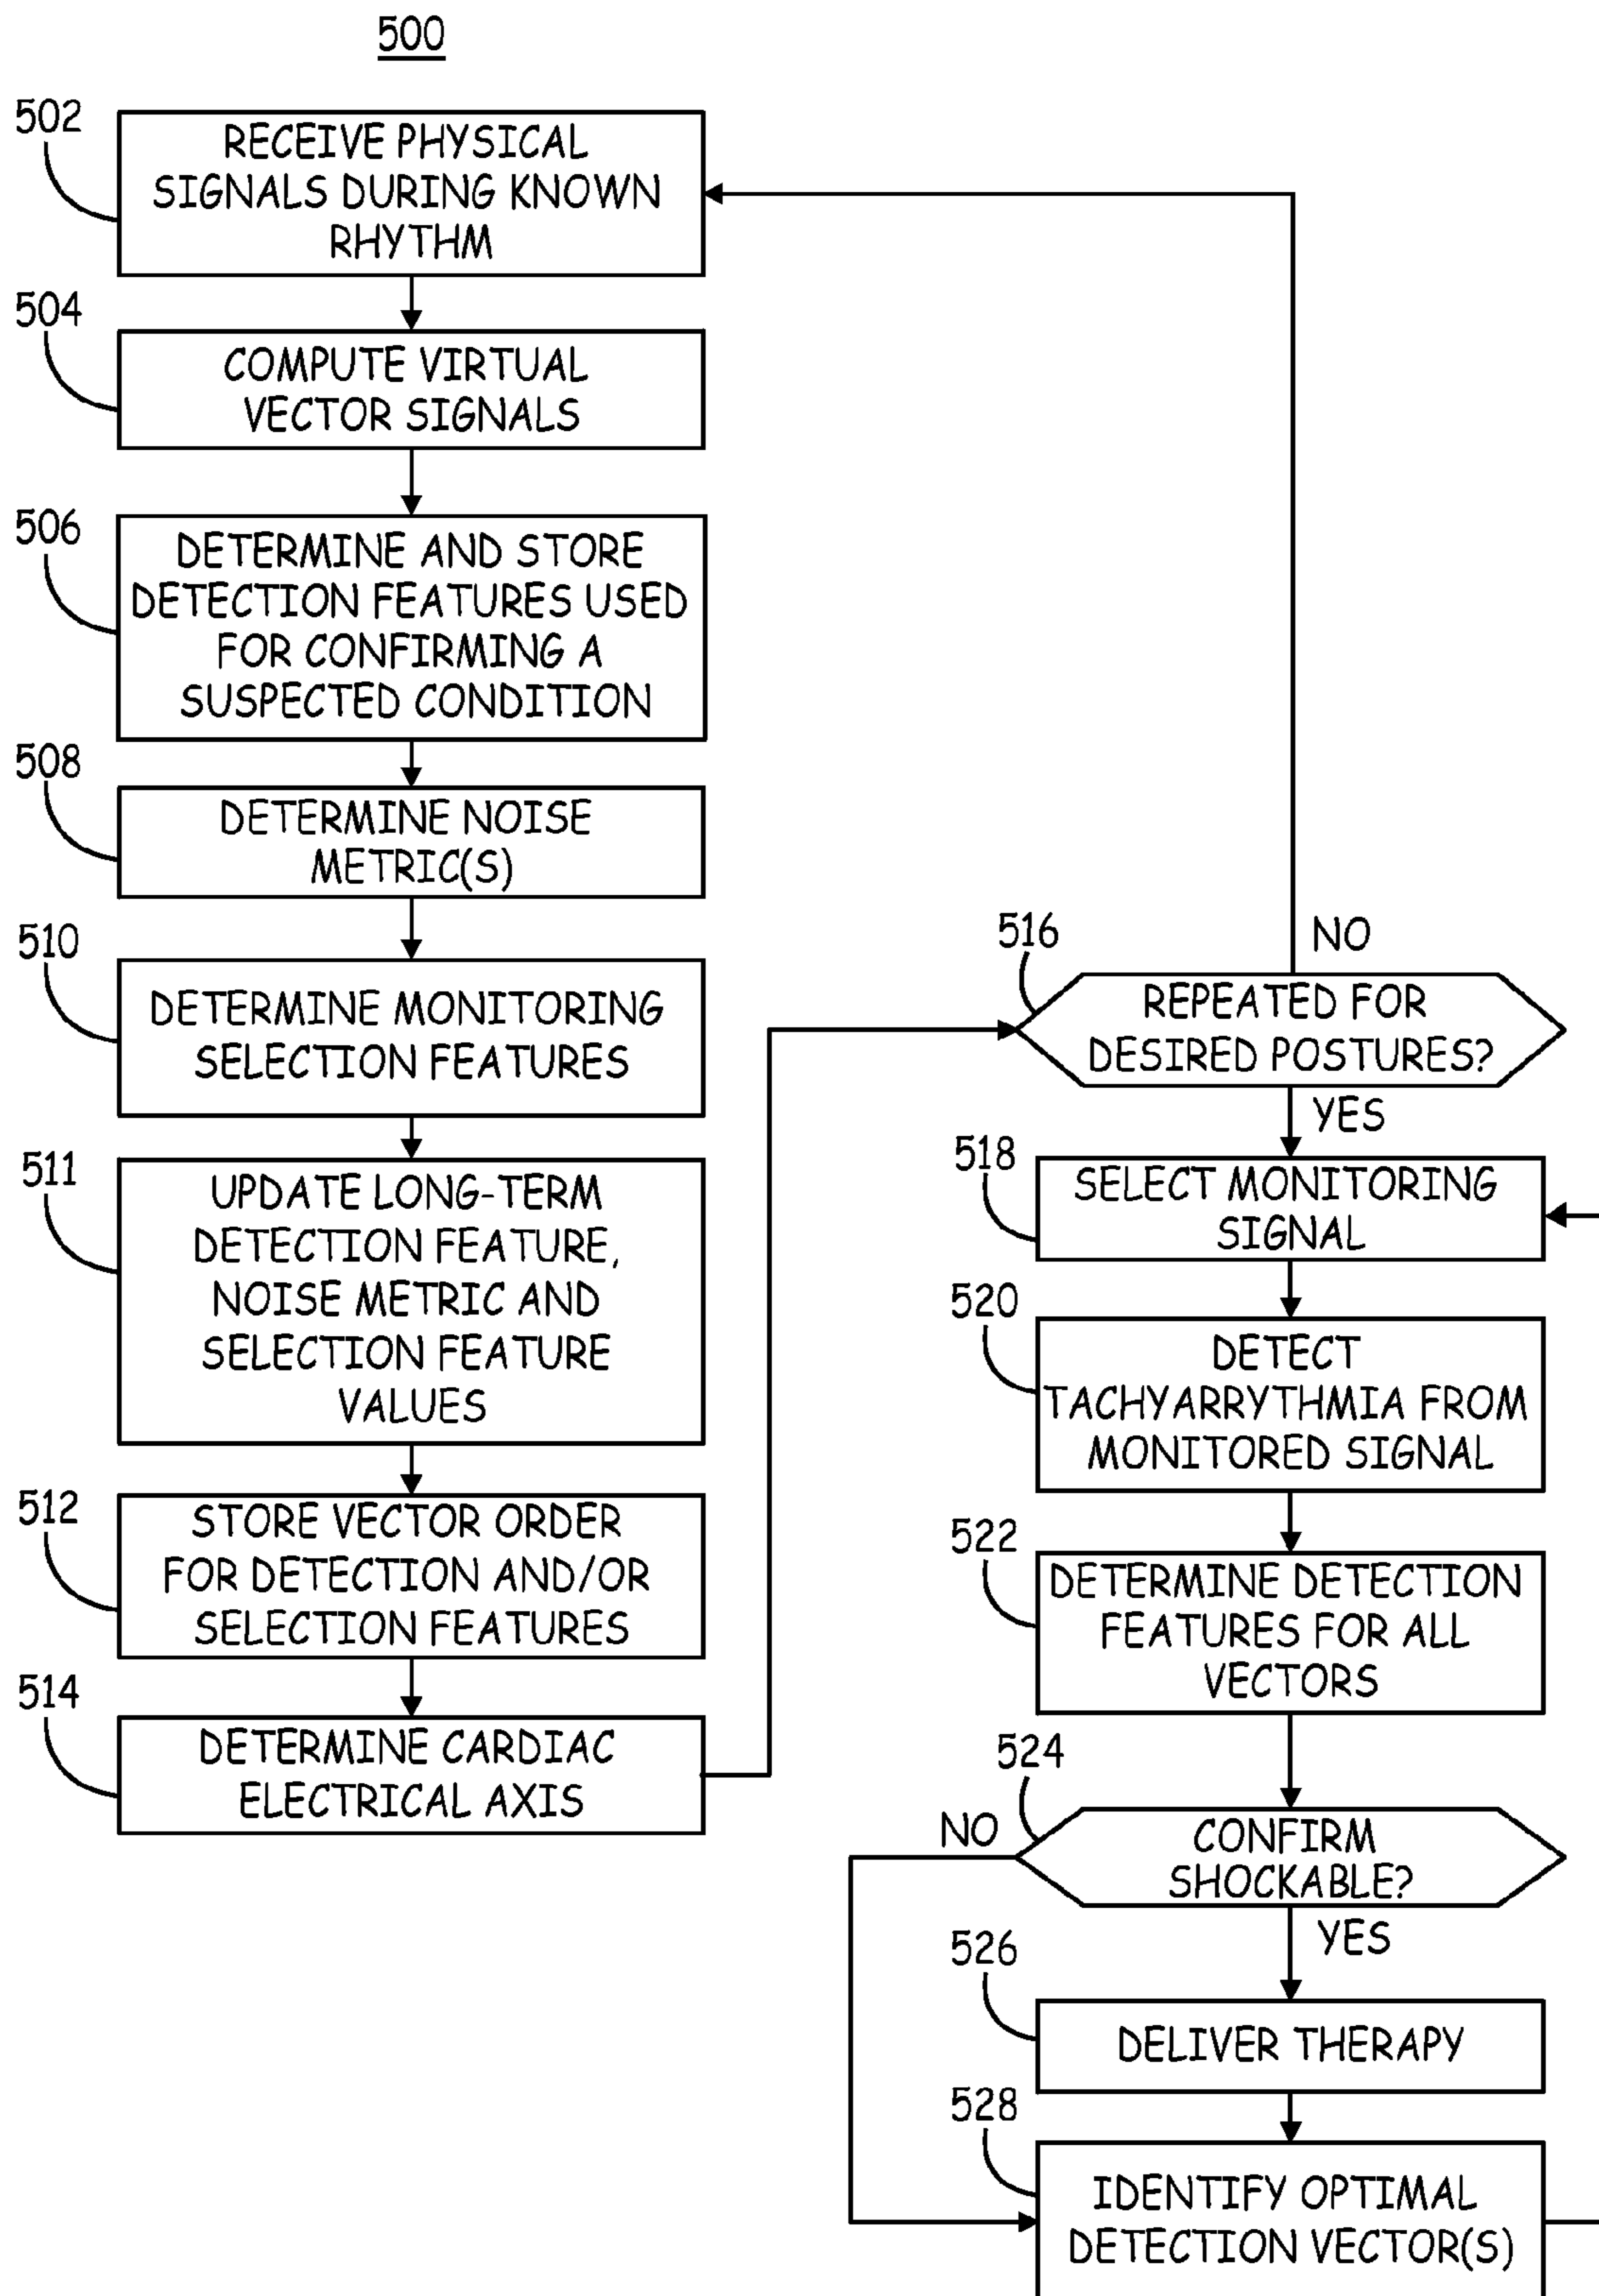 500
502
RECEIVE PHYSICAL
SIGNALS DURING KNOWN
RHYTHM
504
COMPUTE VIRTUAL
VECTOR SIGNALS
506
DETERMINE AND STORE
DETECTION FEATURES USED
FOR CONFIRMING A
SUSPECTED CONDITION
508
DETERMINE NOISE
METRIC(S)
510
DETERMINE MONITORING
SELECTION FEATURES
511
UPDATE LONG-TERM
DETECTION FEATURE,
NOISE METRIC AND
SELECTION FEATURE
VALUES
512
STORE VECTOR ORDER
FOR DETECTION AND/OR
SELECTION FEATURES
514
DETERMINE CARDIAC
ELECTRICAL AXIS
516
NO
REPEATED FOR
DESIRED POSTURES?
YES
518
SELECT MONITORING
SIGNAL
520
DETECT
TACHYARRYTHMIA FROM
MONITORED SIGNAL
522
DETERMINE DETECTION
FEATURES FOR ALL
VECTORS
524
NO
CONFIRM
SHOCKABLE?
YES
526
DELIVER THERAPY
528
IDENTIFY OPTIMAL
DETECTION VECTOR(S)